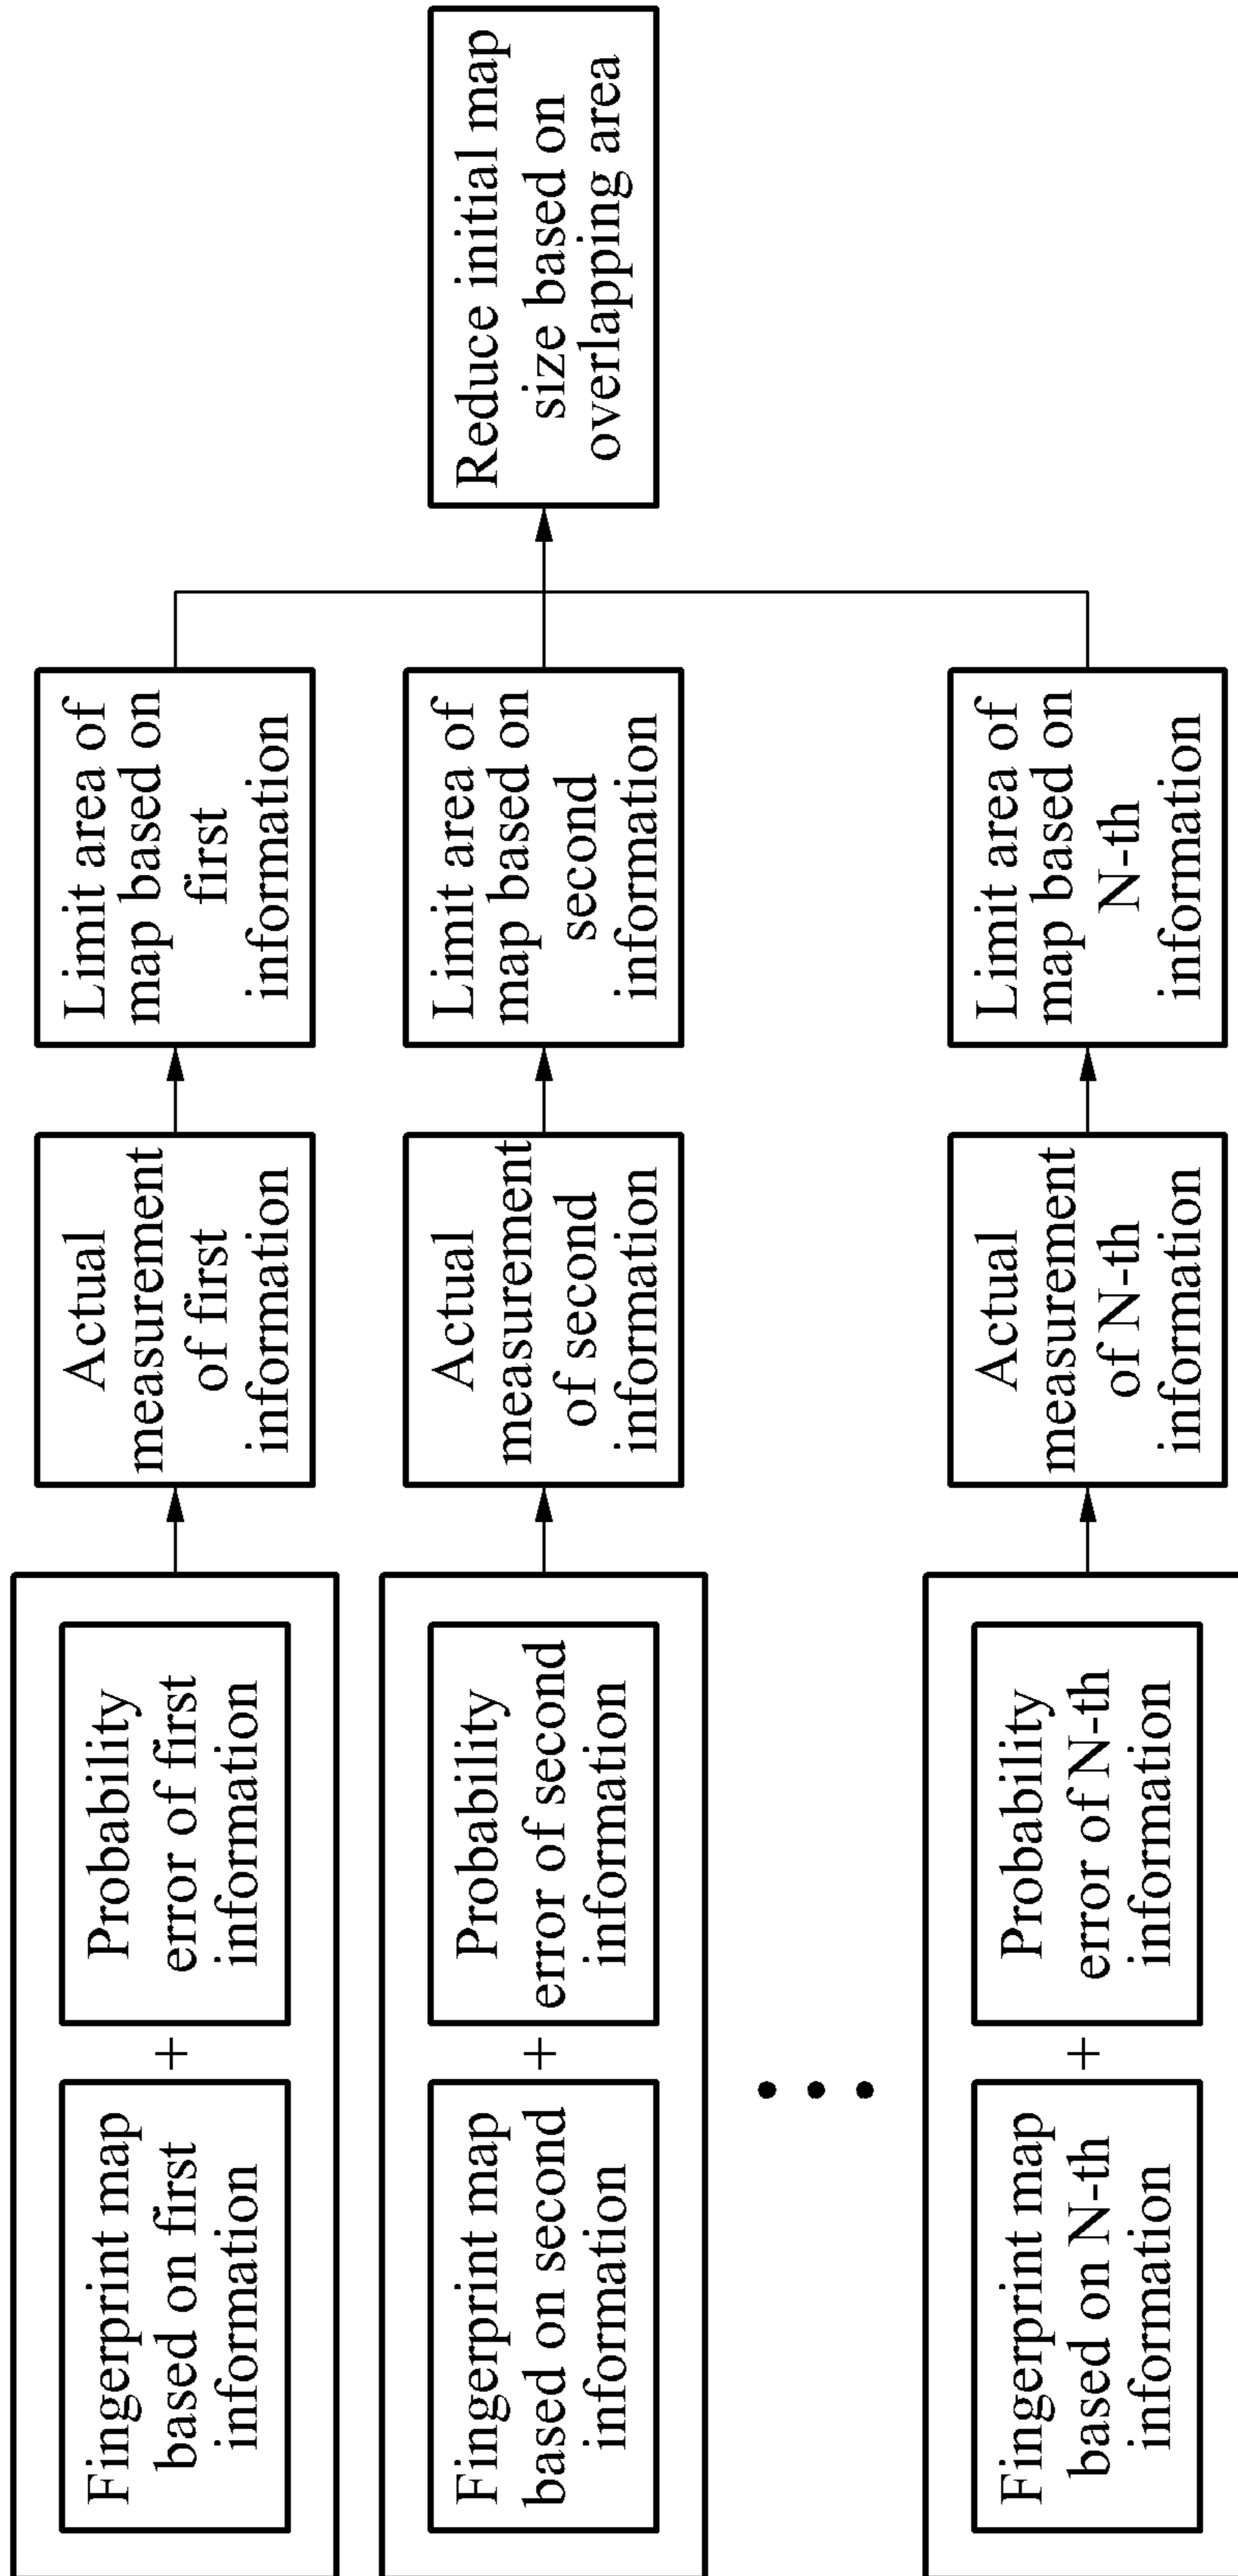 Fingerprint map
based on first
information
+
Probability
error of first
information
Actual
measurement
of first
information
Limit area of
map based on
first
information
Fingerprint map
based on second
information
+
Probability
error of second
information
Actual
measurement
of second
information
Limit area of
map based on
second
information
Reduce initial map
size based on
overlapping area
Fingerprint map
based on N-th
information
+
Probability
error of N-th
information
Actual
measurement
of N-th
information
Limit area of
map based on
N-th
information